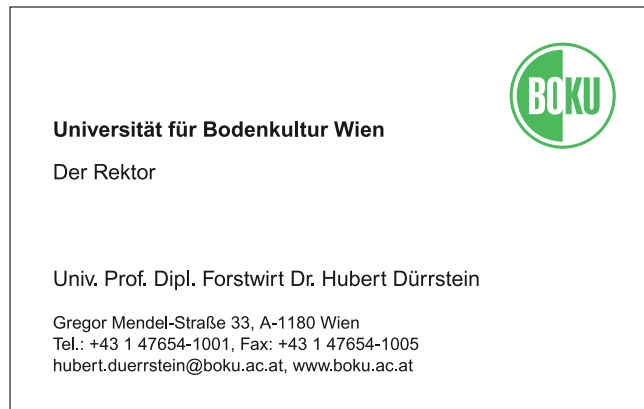 BOKU
Universität für Bodenkultur Wien
Der Rektor
Univ. Prof. Dipl. Forstwirt Dr. Hubert Dürrstein
Gregor Mendel-Straße 33, A-1180 Wien
Tel.: +43 1 47654-1001, Fax: +43 1 47654-1005
hubert.duerrstein@boku.ac.at, www.boku.ac.at